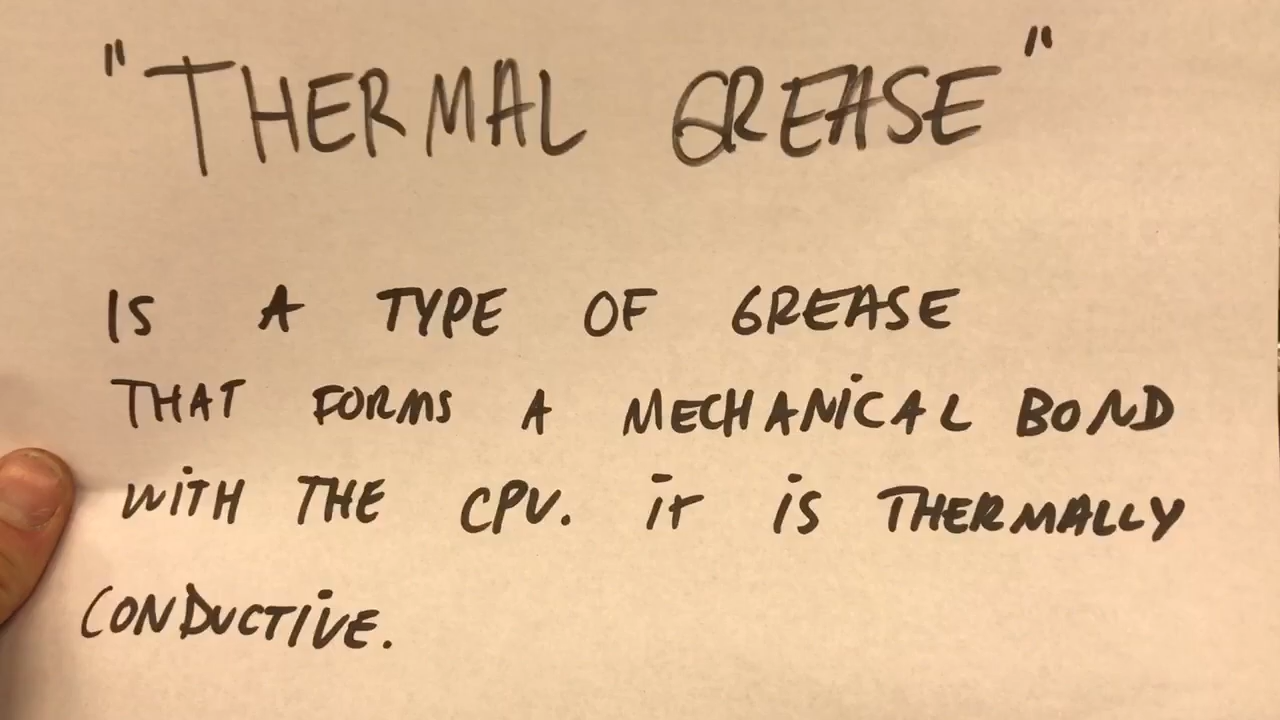 "THERMAL GREASE"
IS A TYPE OF GREASE
THAT FORMS A MECHANICAL BOND
WITH THE CPU. IT IS THERMALLY
CONDUCTIVE.